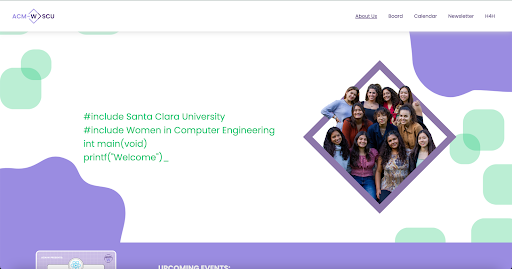 ACM-W SCU
About Us Board Calendar Newsletter H4H
#include Santa Clara University
#include Women in Computer Engineering
int main(void)
printf("Welcome")_
UPCOMING EVENTS: